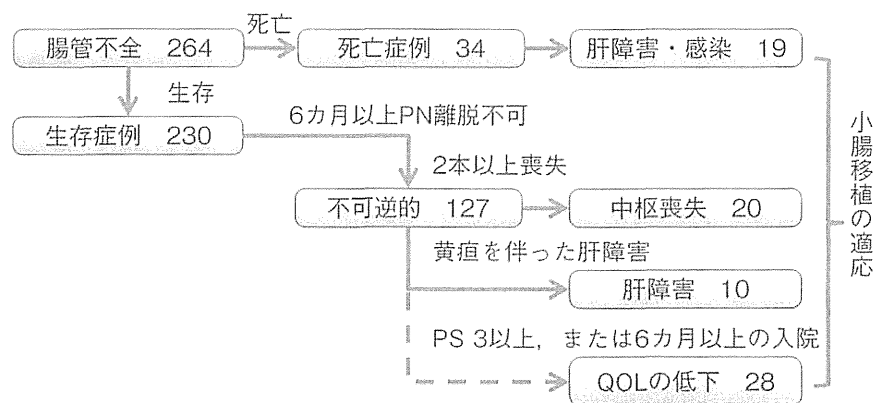 腸管不全 264
死亡
死亡症例 34
肝障害・感染 19
生存
生存症例 230
6カ月以上PN離脱不可
2本以上喪失
不可逆的 127
中枢喪失 20
黄疸を伴った肝障害
肝障害 10
PS 3以上，または6カ月以上の入院
QOLの低下 28
小腸移植の適応